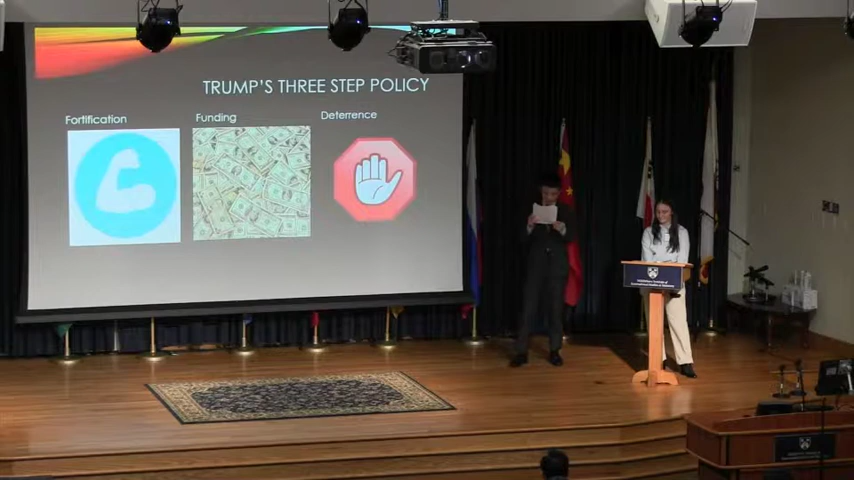 TRUMP'S THREE STEP POLICY
Fortification
Funding
Deterrence